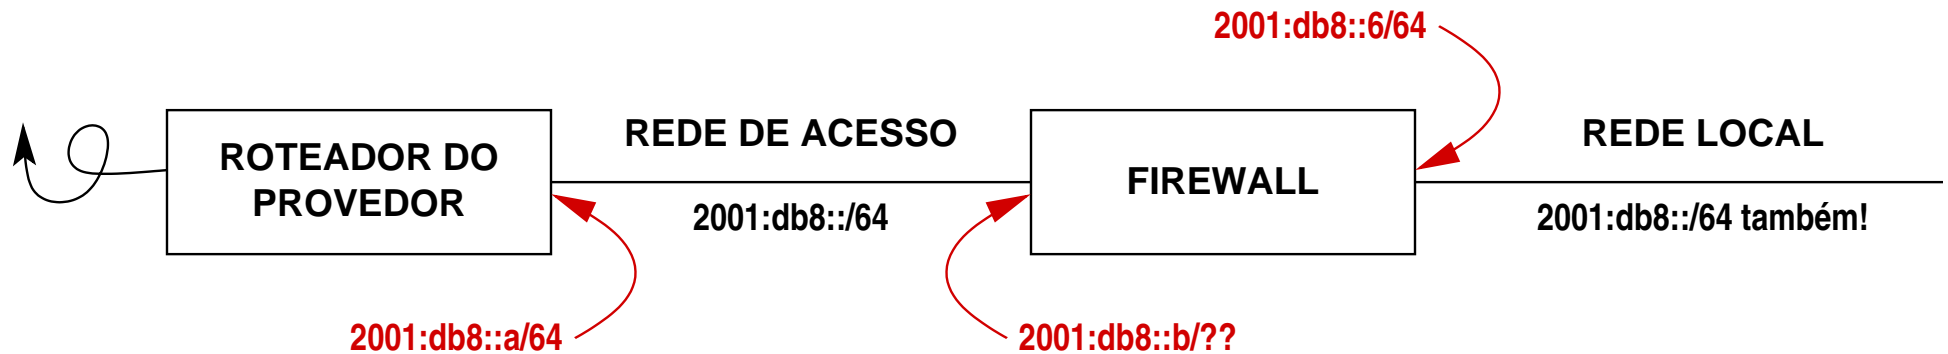 2001:db8::6/64
ROTEADOR DO
PROVEDOR
REDE DE ACESSO
2001:db8::/64
FIREWALL
REDE LOCAL
2001:db8::/64 também!
2001:db8::a/64
2001:db8::b/??